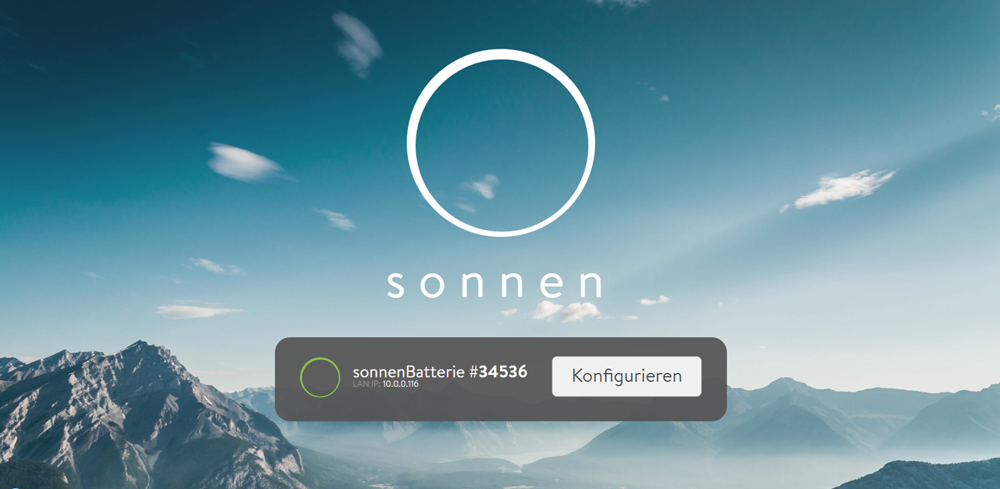 sonnen
sonnenBatterie #34536
LAN IP: 10.0.0.116
Konfigurieren